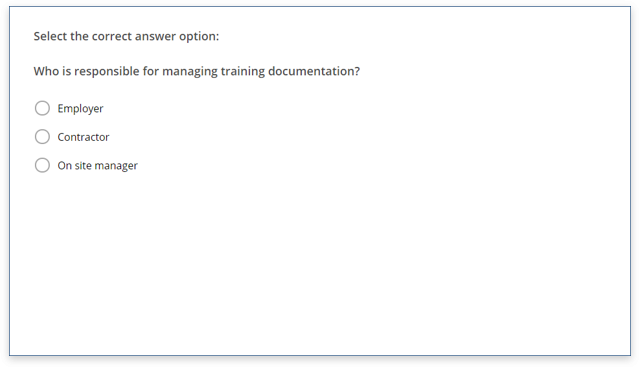 Select the correct answer option:
Who is responsible for managing training documentation?
Employer
Contractor
On site manager